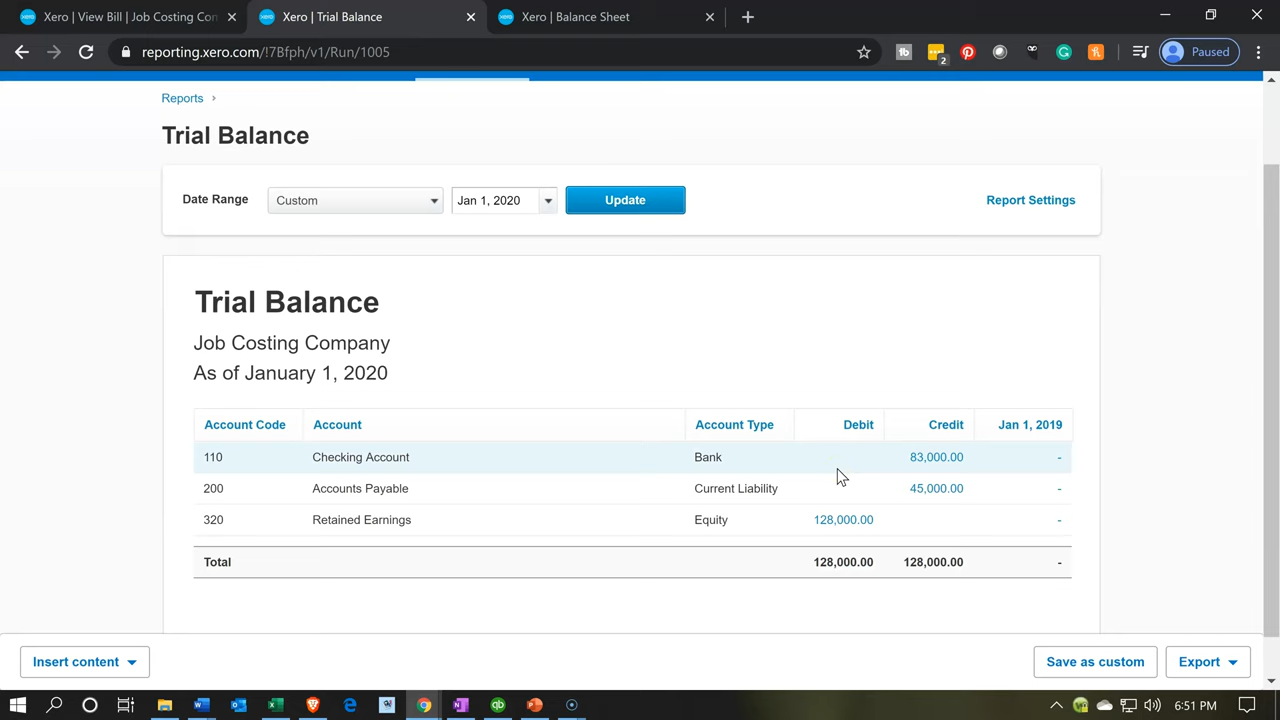 Xero | View Bill | Job Costing Con
Xero | Trial Balance
Xero | Balance Sheet
reporting.xero.com/!7Bfph/v1/Run/1005
2
Paused
Reports
Trial Balance
Date Range
Custom
Jan 1, 2020
Update
Report Settings
Trial Balance
Job Costing Company
As of January 1, 2020
Account Code Account Account Type Debit Credit Jan 1, 2019
110 Checking Account Bank 83,000.00 -
200 Accounts Payable Current Liability 45,000.00 -
320 Retained Earnings Equity 128,000.00 -
Total 128,000.00 128,000.00 -
Insert content
Save as custom
Export
6:51 PM